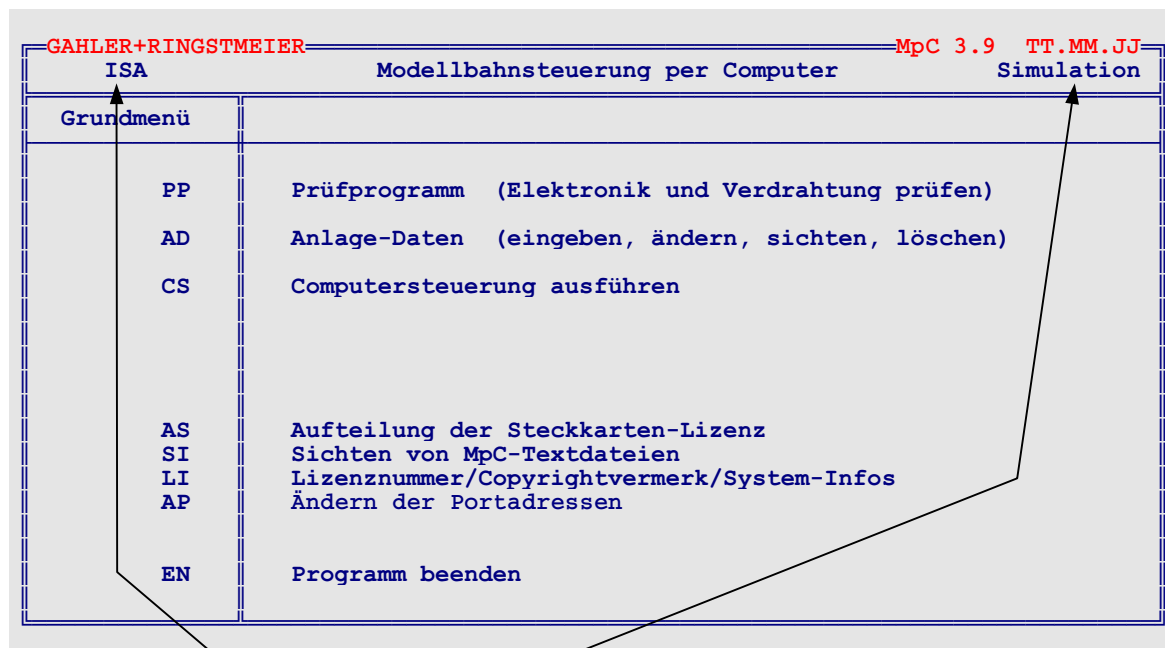 GAHLER+RINGSTMEIER MpC 3.9 TT.MM.JJ
ISA Modellbahnsteuerung per Computer Simulation
Grundmenü
PP Prüfprogramm (Elektronik und Verdrahtung prüfen)
AD Anlage-Daten (eingeben, ändern, sichten, löschen)
CS Computersteuerung ausführen
AS Aufteilung der Steckkarten-Lizenz
SI Sichten von MpC-Textdateien
LI Lizenznummer/Copyrightvermerk/System-Infos
AP Ändern der Portadressen
EN Programm beenden